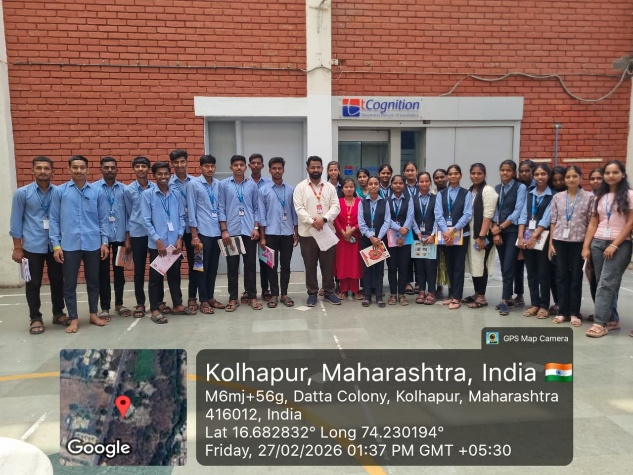 tCognition
GPS Map Camera
Kolhapur, Maharashtra, India
M6mj+56g, Datta Colony, Kolhapur, Maharashtra
416012, India
Lat 16.682832° Long 74.230194°
Friday, 27/02/2026 01:37 PM GMT +05:30
Google